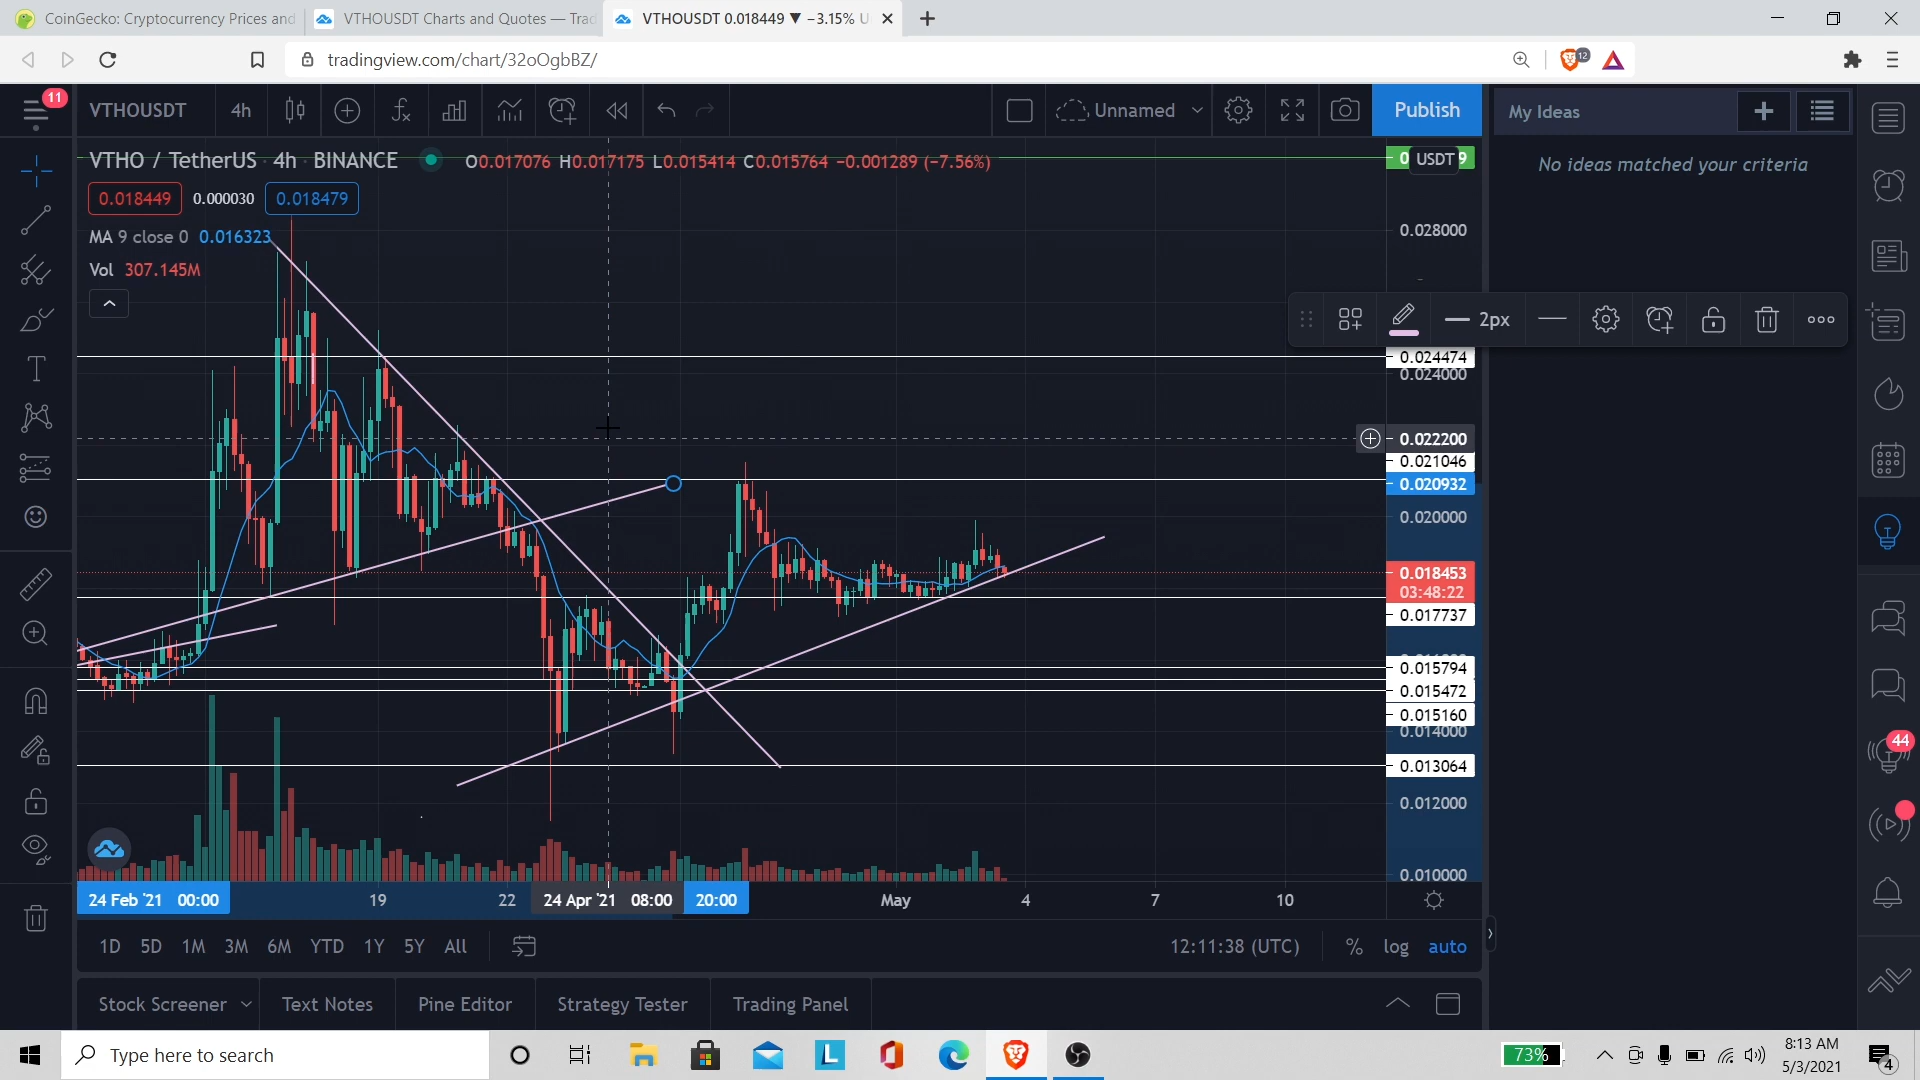 CoinGecko: Cryptocurrency Prices and
VTHOUSDT Charts and Quotes — Trad
VTHOUSDT 0.018449 ▼ −3.15% U
tradingview.com/chart/32oOgbBZ/
12
11
VTHOUSDT
4h
Unnamed
Publish
My Ideas
No ideas matched your criteria
VTHO / TetherUS · 4h · BINANCE
O0.017076 H0.017175 L0.015414 C0.015764 −0.001289 (−7.56%)
USDT
0.018449
0.000030
0.018479
MA 9 close 0 0.016323
Vol 307.145M
0.028000
2px
0.024474
0.024000
0.022200
0.021046
0.020932
0.020000
0.018453
03:48:22
0.017737
0.015794
0.015472
0.015160
0.014000
0.013064
0.012000
0.010000
44
24 Feb '21 00:00
19
22
24 Apr '21 08:00
20:00
May
4
7
10
1D 5D 1M 3M 6M YTD 1Y 5Y All
12:11:38 (UTC)
% log auto
Stock Screener
Text Notes
Pine Editor
Strategy Tester
Trading Panel
Type here to search
L
73%
8:13 AM
5/3/2021
4